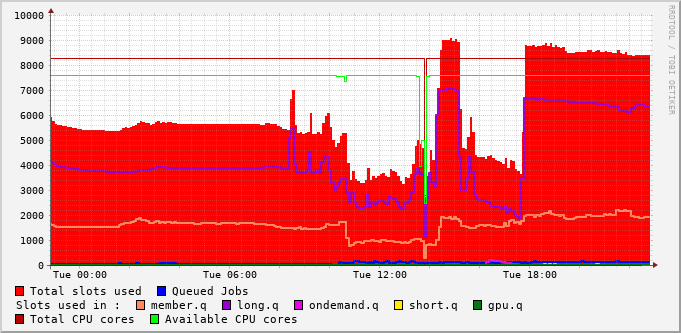 10000
9000
8000
7000
6000
5000
4000
3000
2000
1000
0
Tue 00:00 Tue 06:00 Tue 12:00 Tue 18:00
RRDTOOL / TOBI OETIKER
Total slots used Queued Jobs
Slots used in : member.q long.q ondemand.q short.q gpu.q
Total CPU cores Available CPU cores